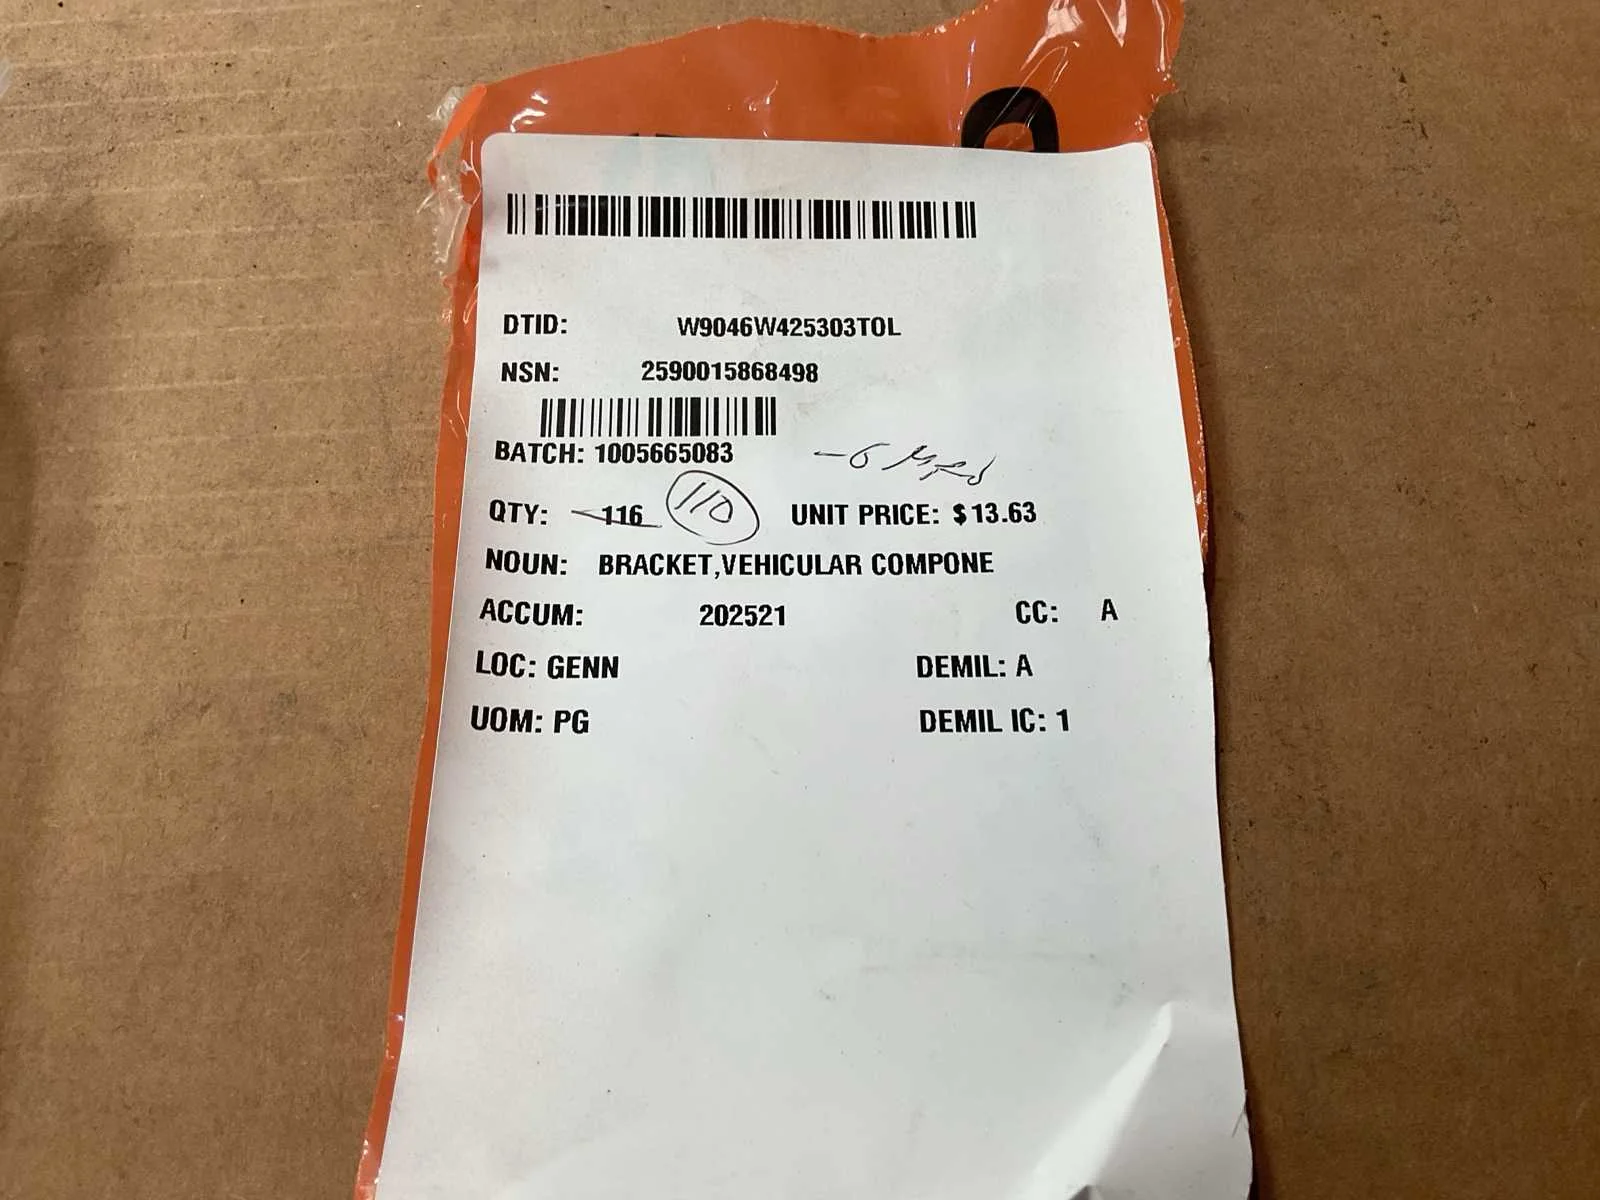 DTID: W9046W425303TOL
NSN: 2590015868498
BATCH: 1005665083 -6
QTY: 116 110 UNIT PRICE: $13.63
NOUN: BRACKET,VEHICULAR COMPONE
ACCUM: 202521 CC: A
LOC: GENN DEMIL: A
UOM: PG DEMIL IC: 1